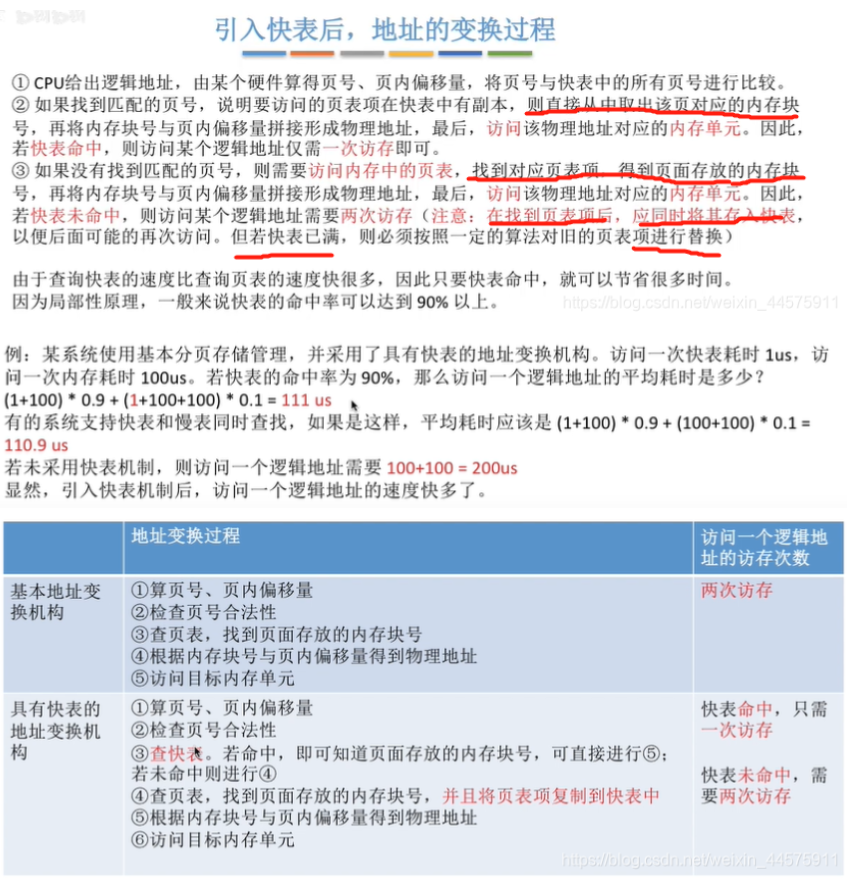 引入快表后，地址的变换过程
① CPU给出逻辑地址，由某个硬件算得页号、页内偏移量，将页号与快表中的所有页号进行比较。
② 如果找到匹配的页号，说明要访问的页表项在快表中有副本，则直接从中取出该页对应的内存块
号，再将内存块号与页内偏移量拼接形成物理地址，最后，访问该物理地址对应的内存单元。因此，
若快表命中，则访问某个逻辑地址仅需一次访存即可。
③ 如果没有找到匹配的页号，则需要访问内存中的页表，找到对应页表项，得到页面存放的内存块
号，再将内存块号与页内偏移量拼接形成物理地址，最后，访问该物理地址对应的内存单元。因此，
若快表未命中，则访问某个逻辑地址需要两次访存（注意：在找到页表项后，应同时将其存入快表，
以便后面可能的再次访问。但若快表已满，则必须按照一定的算法对旧的页表项进行替换）
由于查询快表的速度比查询页表的速度快很多，因此只要快表命中，就可以节省很多时间。
因为局部性原理，一般来说快表的命中率可以达到 90% 以上。
https://blog.csdn.net/weixin_44575911
例：某系统使用基本分页存储管理，并采用了具有快表的地址变换机构。访问一次快表耗时 1us，访
问一次内存耗时 100us。若快表的命中率为 90%，那么访问一个逻辑地址的平均耗时是多少？
(1+100) * 0.9 + (1+100+100) * 0.1 = 111 us
有的系统支持快表和慢表同时查找，如果是这样，平均耗时应该是 (1+100) * 0.9 + (100+100) * 0.1 =
110.9 us
若未采用快表机制，则访问一个逻辑地址需要 100+100 = 200us
显然，引入快表机制后，访问一个逻辑地址的速度快多了。
地址变换过程
访问一个逻辑地
址的访存次数
基本地址变
换机构
①算页号、页内偏移量
②检查页号合法性
③查页表，找到页面存放的内存块号
④根据内存块号与页内偏移量得到物理地址
⑤访问目标内存单元
两次访存
具有快表的
地址变换机
构
①算页号、页内偏移量
②检查页号合法性
③查快表。若命中，即可知道页面存放的内存块号，可直接进行⑤；
若未命中则进行④
④查页表，找到页面存放的内存块号，并且将页表项复制到快表中
⑤根据内存块号与页内偏移量得到物理地址
⑥访问目标内存单元
快表命中，只需
一次访存
快表未命中，需
要两次访存
https://blog.csdn.net/weixin_44575911